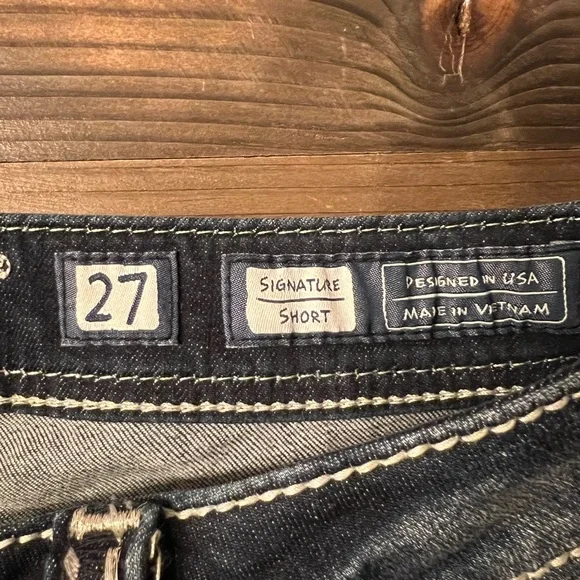 27
SIGNATURE
SHORT
DESIGNED IN USA
MADE IN VIETNAM